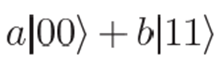 a|00⟩ + b|11⟩